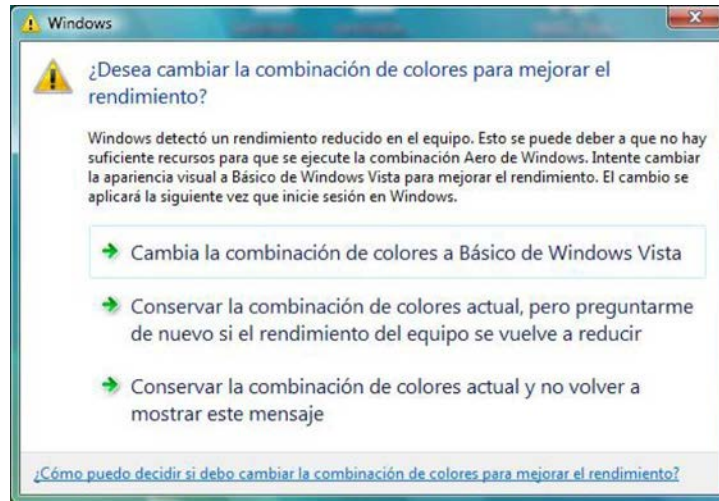 Windows
¿Desea cambiar la combinación de colores para mejorar el
rendimiento?
Windows detectó un rendimiento reducido en el equipo. Esto se puede deber a que no hay
suficiente recursos para que se ejecute la combinación Aero de Windows. Intente cambiar
la apariencia visual a Básico de Windows Vista para mejorar el rendimiento. El cambio se
aplicará la siguiente vez que inicie sesión en Windows.
Cambia la combinación de colores a Básico de Windows Vista
Conservar la combinación de colores actual, pero preguntarme
de nuevo si el rendimiento del equipo se vuelve a reducir
Conservar la combinación de colores actual y no volver a
mostrar este mensaje
¿Cómo puedo decidir si debo cambiar la combinación de colores para mejorar el rendimiento?